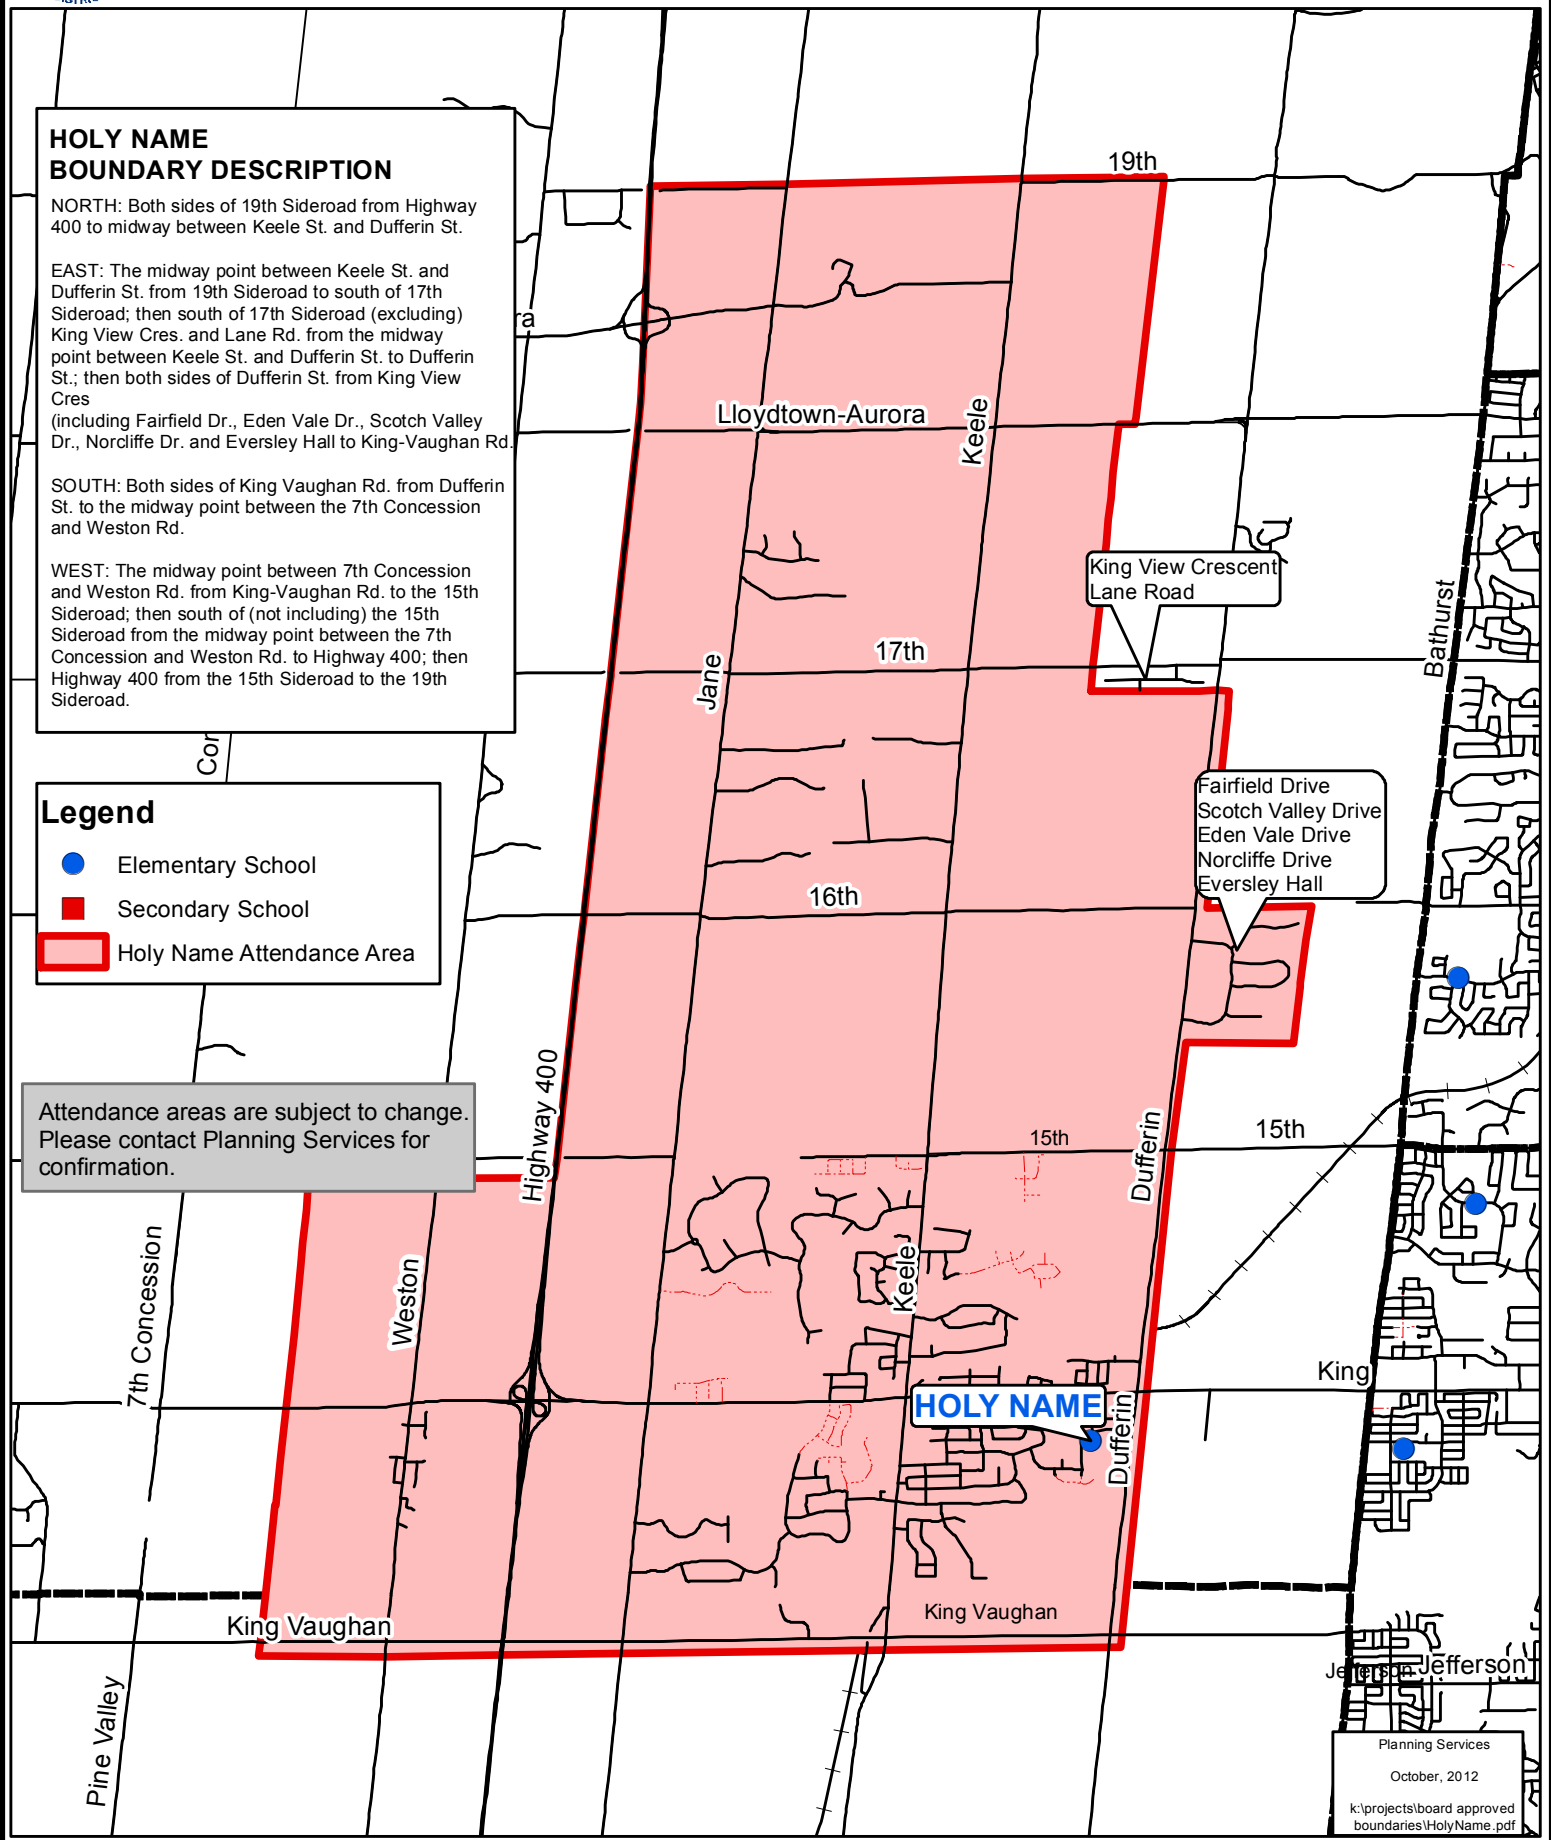 HOLY NAME
BOUNDARY DESCRIPTION
NORTH: Both sides of 19th Sideroad from Highway
400 to midway between Keele St. and Dufferin St.
EAST: The midway point between Keele St. and
Dufferin St. from 19th Sideroad to south of 17th
Sideroad; then south of 17th Sideroad (excluding)
King View Cres. and Lane Rd. from the midway
point between Keele St. and Dufferin St. to Dufferin
St.; then both sides of Dufferin St. from King View
Cres
(including Fairfield Dr., Eden Vale Dr., Scotch Valley
Dr., Norcliffe Dr. and Eversley Hall to King-Vaughan Rd.
SOUTH: Both sides of King Vaughan Rd. from Dufferin
St. to the midway point between the 7th Concession
and Weston Rd.
WEST: The midway point between 7th Concession
and Weston Rd. from King-Vaughan Rd. to the 15th
Sideroad; then south of (not including) the 15th
Sideroad from the midway point between the 7th
Concession and Weston Rd. to Highway 400; then
Highway 400 from the 15th Sideroad to the 19th
Sideroad.
19th
ra
Lloydtown-Aurora
Keele
King View Crescent
Lane Road
Bathurst
17th
Jane
Cor
Legend
Elementary School
Secondary School
Holy Name Attendance Area
Fairfield Drive
Scotch Valley Drive
Eden Vale Drive
Norcliffe Drive
Eversley Hall
16th
Attendance areas are subject to change.
Please contact Planning Services for
confirmation.
Highway 400
15th
15th
Dufferin
7th Concession
Weston
Keele
King
HOLY NAME
Dufferin
King Vaughan
King Vaughan
Jefferson
Jefferson
Pine Valley
Planning Services
October, 2012
k:\projects\board approved
boundaries\HolyName.pdf